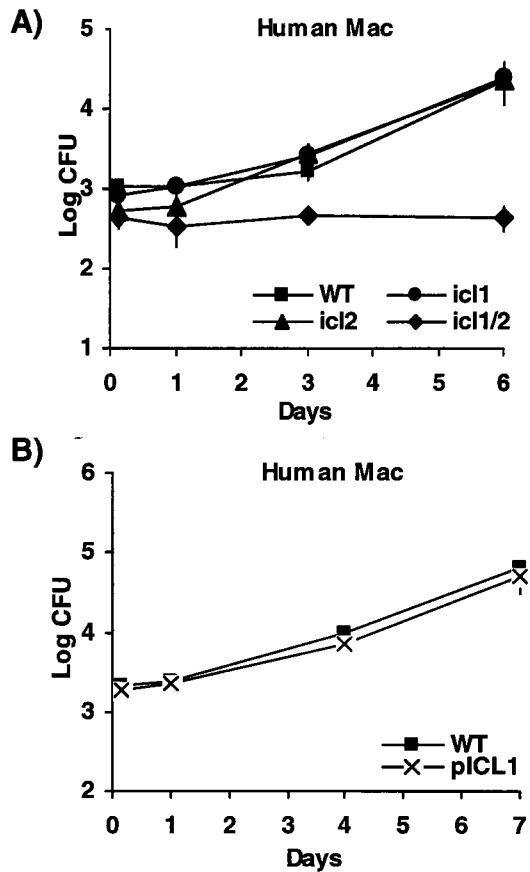 A)
Human Mac
5
4
3
2
1
Log CFU
0 1 2 3 4 5 6
Days
WT icl1
icl2 icl1/2
B)
Human Mac
6
5
4
3
2
Log CFU
0 1 2 3 4 5 6 7
Days
WT
pICL1